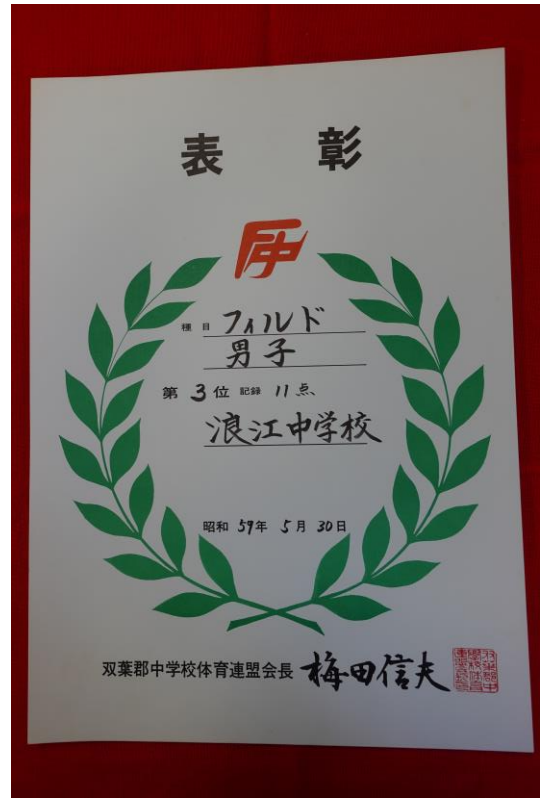 表 彰
種目 フィルド
男子
第 3 位 記録 11点
浪江中学校
昭和 59年 5月 30日
双葉郡中学校体育連盟会長 梅田信夫